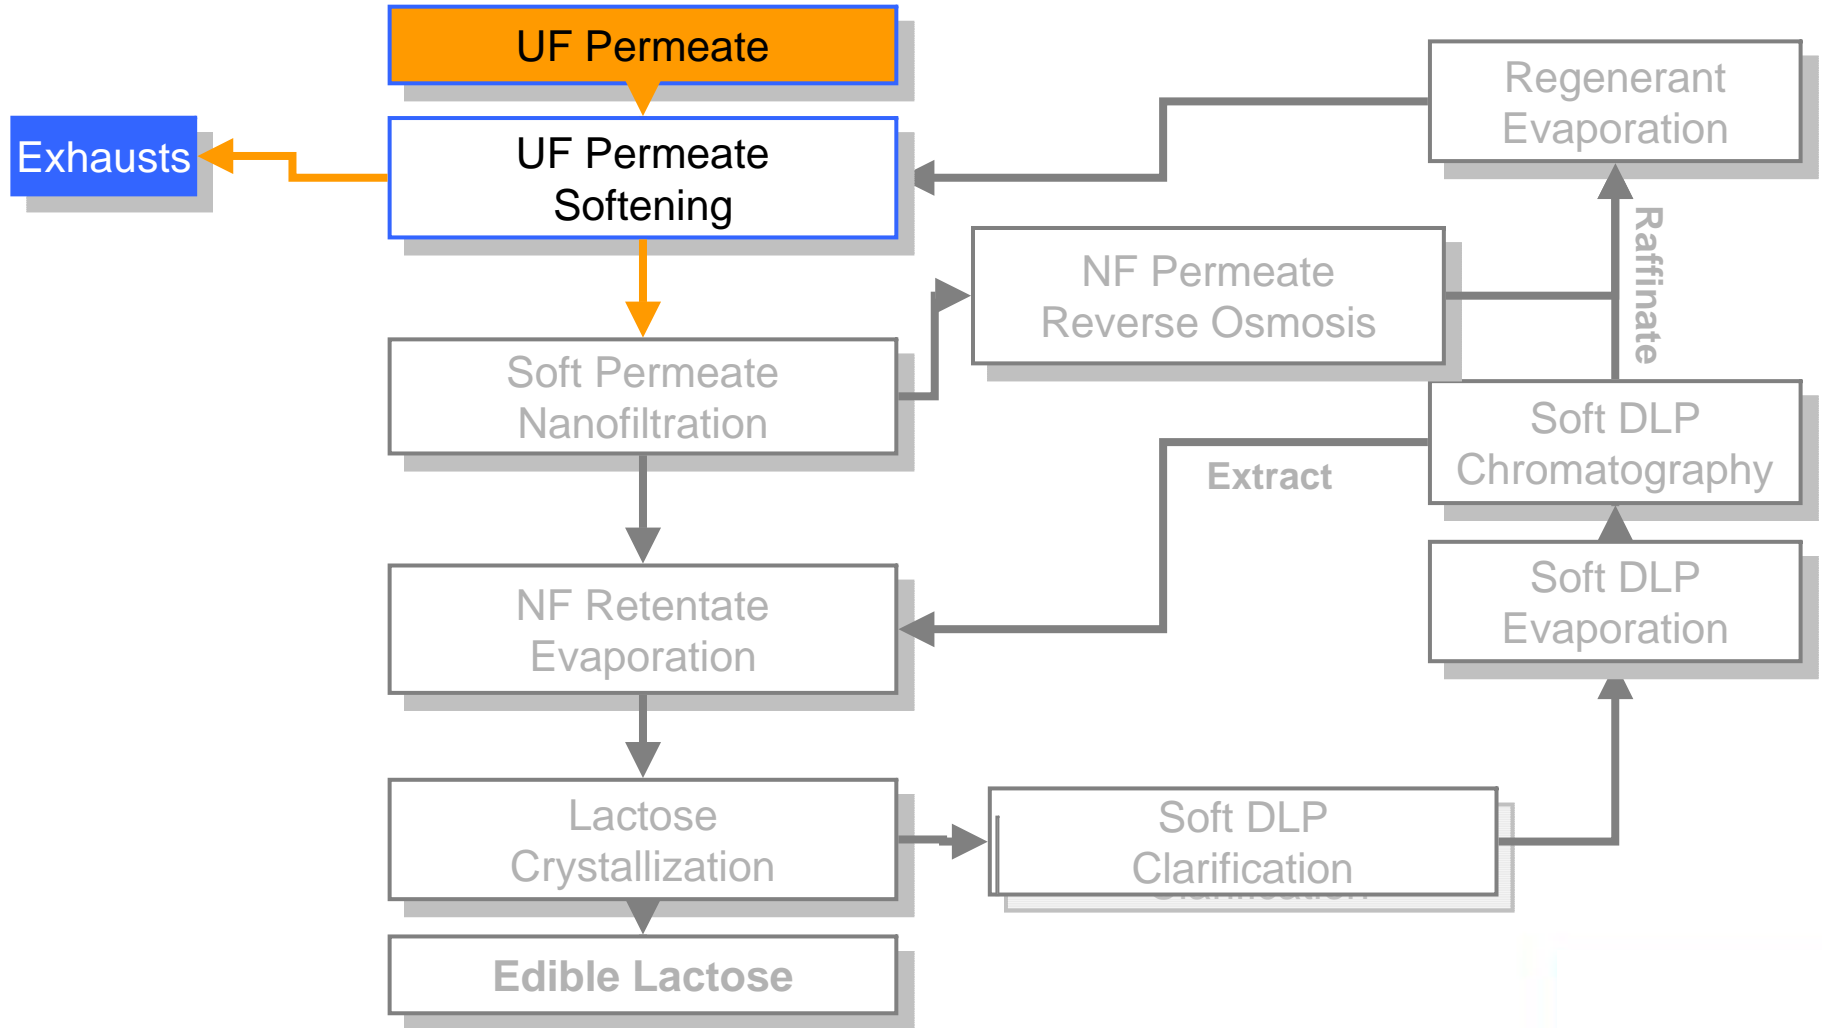 UF Permeate
Exhausts
UF Permeate
Softening
Regenerant
Evaporation
Raffinate
NF Permeate
Reverse Osmosis
Soft Permeate
Nanofiltration
Soft DLP
Chromatography
Extract
NF Retentate
Evaporation
Soft DLP
Evaporation
Lactose
Crystallization
Soft DLP
Clarification
Edible Lactose